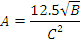 A = 12.5√B / C²